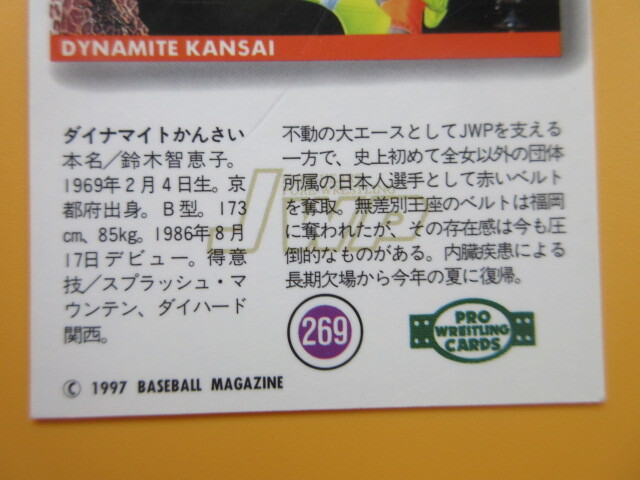 DYNAMITE KANSAI
ダイナマイトかんさい
本名／鈴木智恵子。
1969年2月4日生。京
都府出身。B型。173
cm、85kg。1986年8月
17日デビュー。得意
技／スプラッシュ・マ
ウンテン、ダイハード
関西。
不動の大エースとしてJWPを支える
一方で、史上初めて全女以外の団体
所属の日本人選手として赤いベルト
を奪取。無差別王座のベルトは福岡
に奪われたが、その存在感は今も圧
倒的なものがある。内臓疾患による
長期欠場から今年の夏に復帰。
JWP
269
PRO
WRESTLING
CARDS
© 1997 BASEBALL MAGAZINE